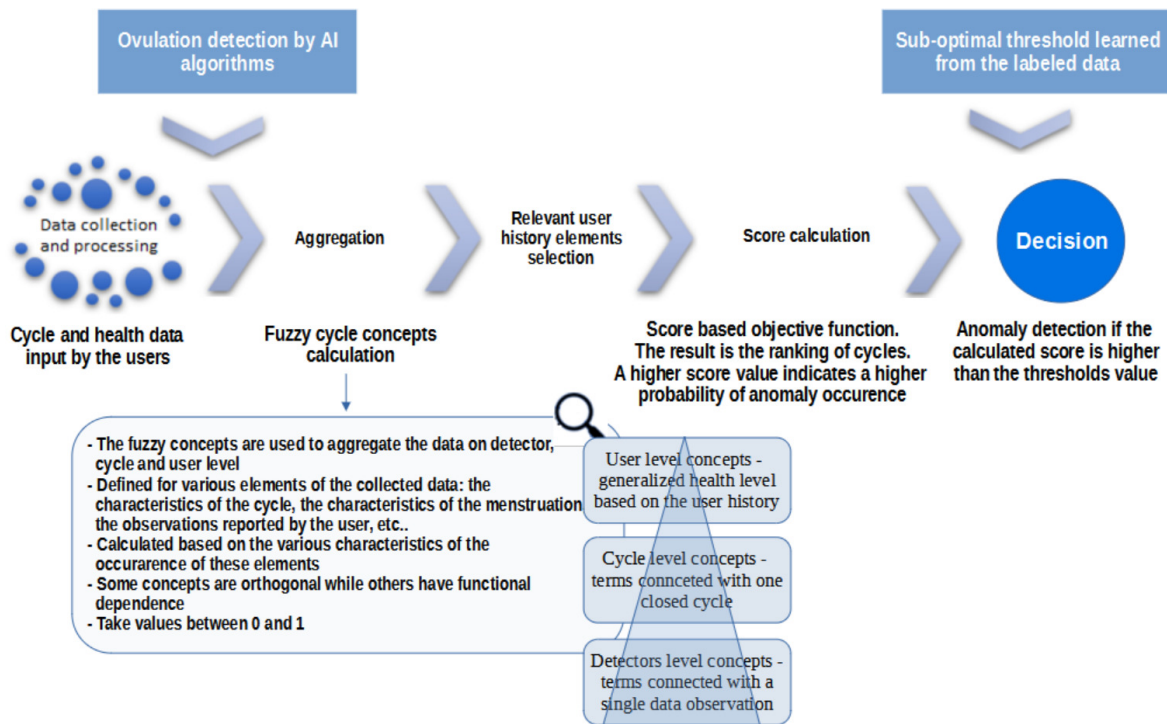 Ovulation detection by AI
algorithms
Sub-optimal threshold learned
from the labeled data
Data collection
and processing
Aggregation
Relevant user
history elements
selection
Score calculation
Decision
Cycle and health data
input by the users
Fuzzy cycle concepts
calculation
Score based objective function.
The result is the ranking of cycles.
A higher score value indicates a higher
probability of anomaly occurence
Anomaly detection if the
calculated score is higher
than the thresholds value
- The fuzzy concepts are used to aggregate the data on detector,
cycle and user level
- Defined for various elements of the collected data: the
characteristics of the cycle, the characteristics of the menstruation
the observations reported by the user, etc..
- Calculated based on the various characteristics of the
occurarence of these elements
- Some concepts are orthogonal while others have functional
dependence
- Take values between 0 and 1
User level concepts -
generalized health level
based on the user history
Cycle level concepts -
terms connceted with one
closed cycle
Detectors level concepts -
terms connected with a
single data observation